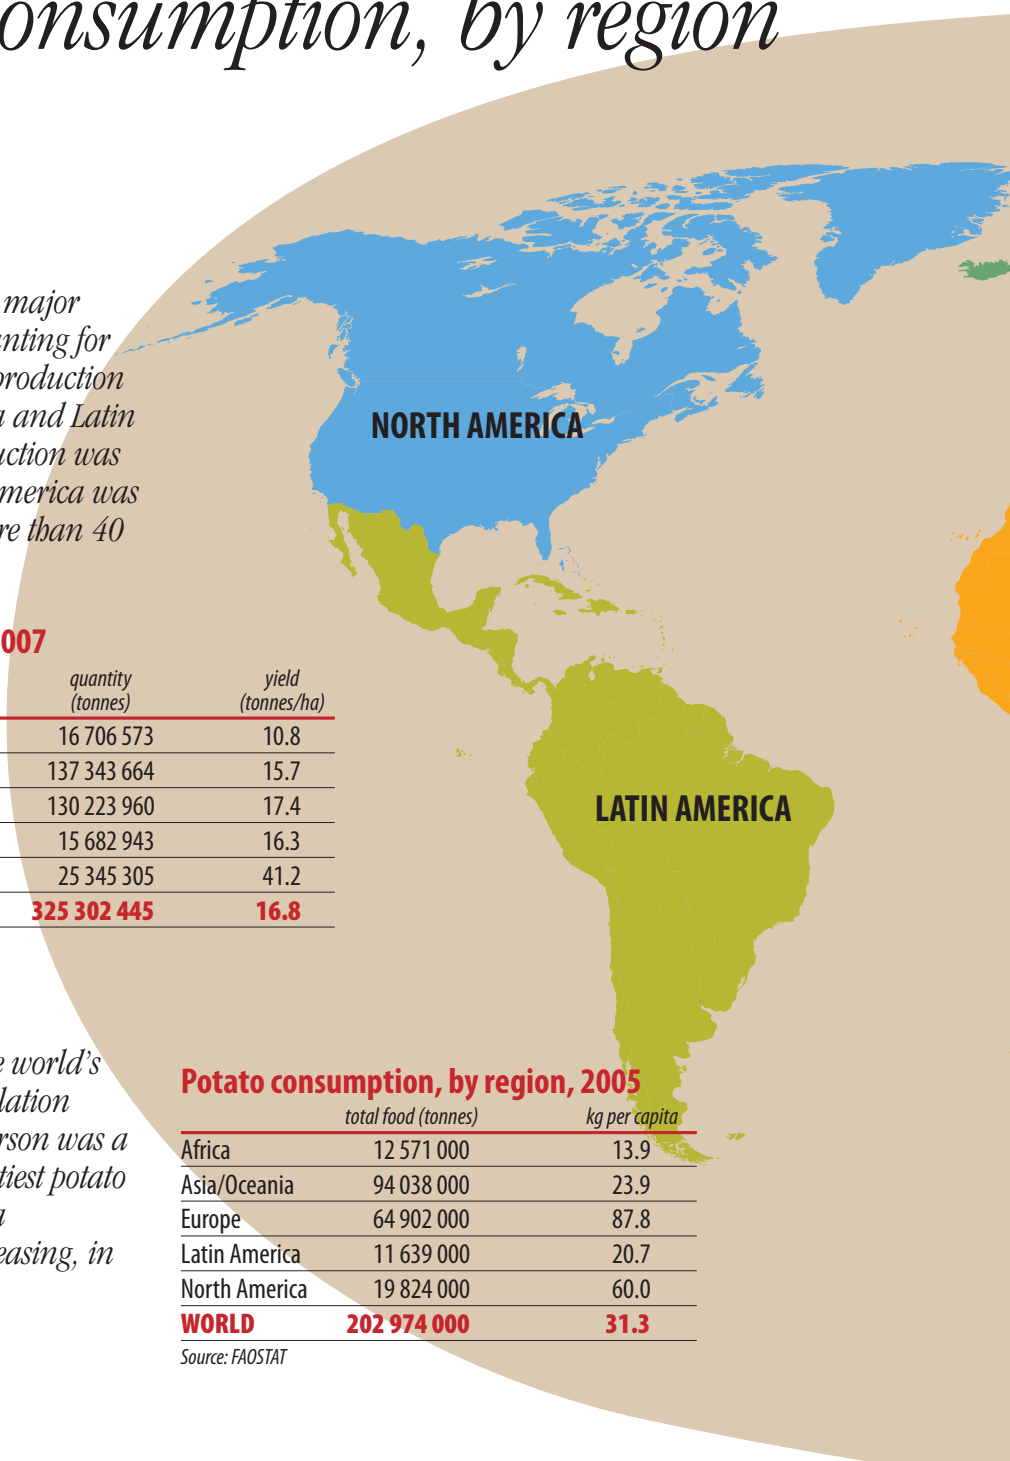 onsumption, by region
major
nting for
production
a and Latin
uction was
merica was
re than 40
007
quantity yield
(tonnes) (tonnes/ha)
16 706 573 10.8
137 343 664 15.7
130 223 960 17.4
15 682 943 16.3
25 345 305 41.2
325 302 445 16.8
NORTH AMERICA
LATIN AMERICA
e world's
lation
rson was a
tiest potato
a
easing, in
Potato consumption, by region, 2005
total food (tonnes) kg per capita
Africa 12 571 000 13.9
Asia/Oceania 94 038 000 23.9
Europe 64 902 000 87.8
Latin America 11 639 000 20.7
North America 19 824 000 60.0
WORLD 202 974 000 31.3
Source: FAOSTAT